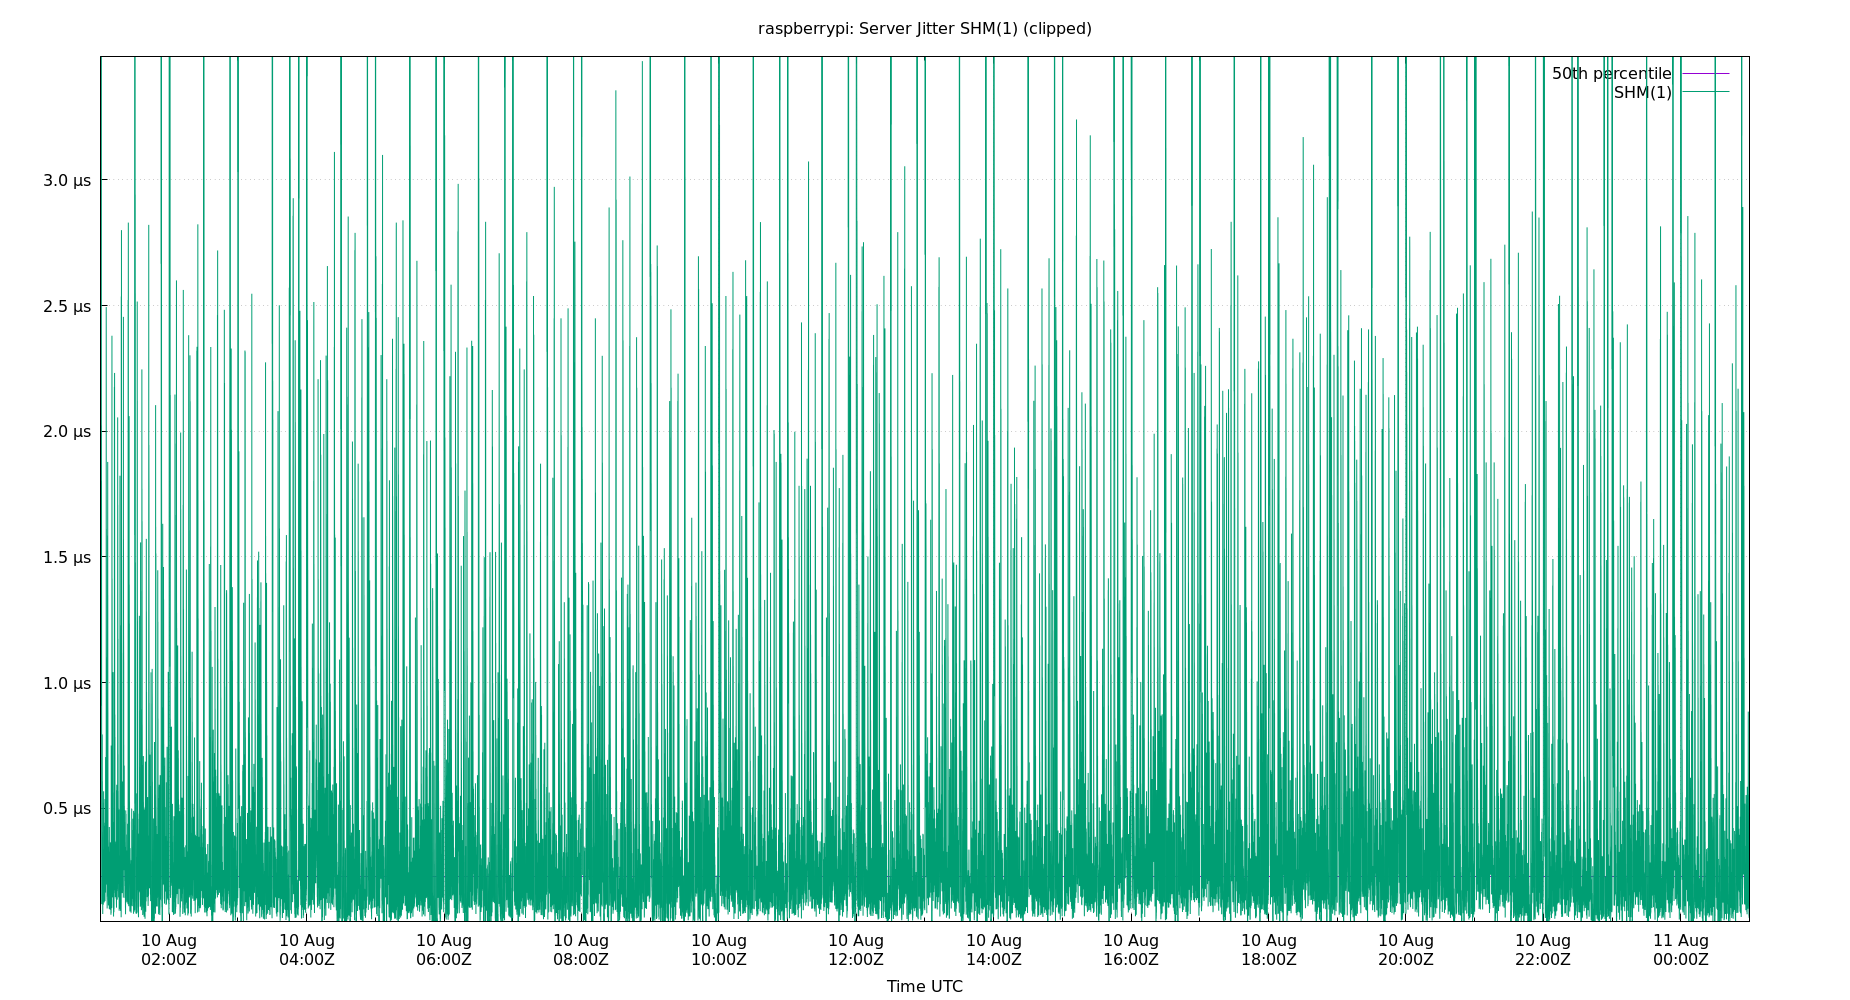 raspberrypi: Server Jitter SHM(1) (clipped)
50th percentile
SHM(1)
3.0 µs
2.5 µs
2.0 µs
1.5 µs
1.0 µs
0.5 µs
10 Aug 10 Aug 10 Aug 10 Aug 10 Aug 10 Aug 10 Aug 10 Aug 10 Aug 10 Aug 10 Aug 11 Aug
02:00Z 04:00Z 06:00Z 08:00Z 10:00Z 12:00Z 14:00Z 16:00Z 18:00Z 20:00Z 22:00Z 00:00Z
Time UTC